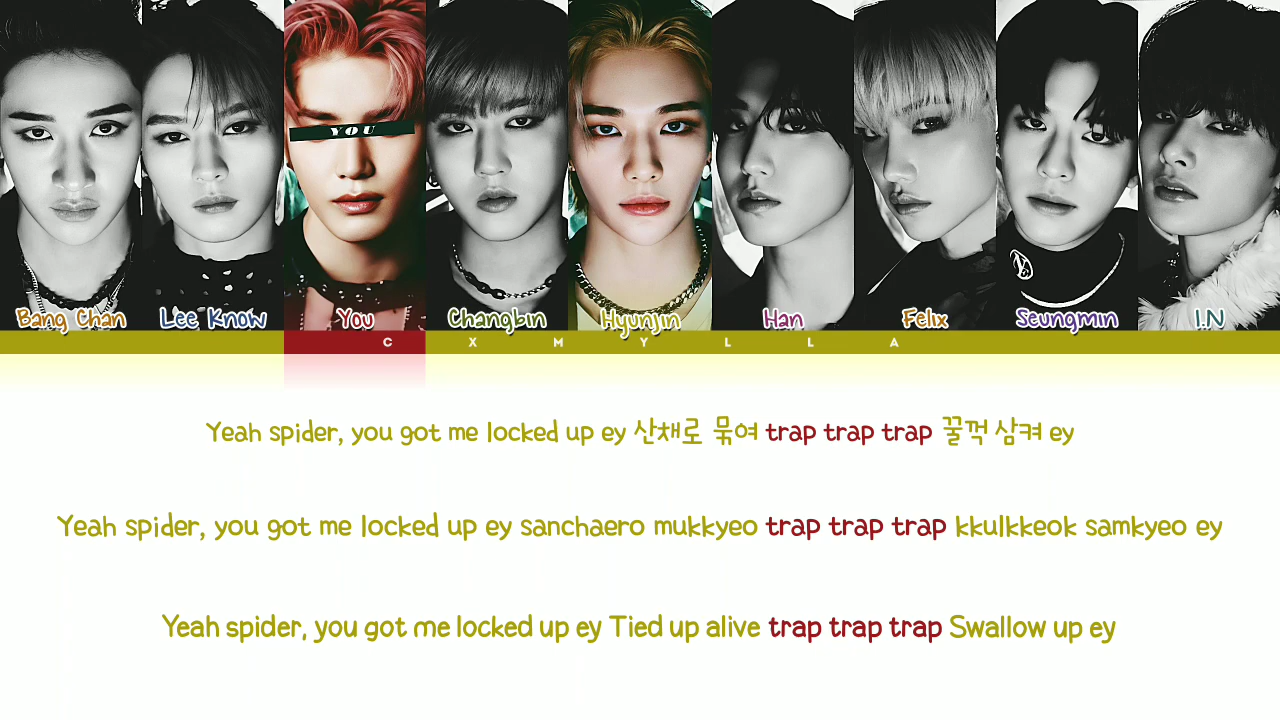 YOU
Bang Chan Lee Know You Changbin Hyunjin Han Felix Seungmin I.N
C X M Y L L A
Yeah spider, you got me locked up ey 산채로 묶여 trap trap trap 꿀꺽 삼켜 ey
Yeah spider, you got me locked up ey sanchaero mukkyeo trap trap trap kkulkkeok samkyeo ey
Yeah spider, you got me locked up ey Tied up alive trap trap trap Swallow up ey